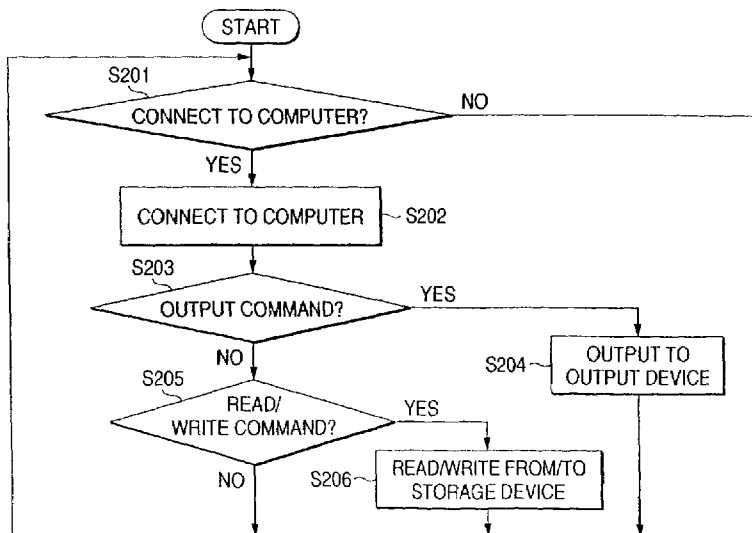 START
S201
CONNECT TO COMPUTER?
NO
YES
CONNECT TO COMPUTER
S202
S203
OUTPUT COMMAND?
YES
NO
S204
OUTPUT TO
OUTPUT DEVICE
S205
READ/
WRITE COMMAND?
YES
NO
S206
READ/WRITE FROM/TO
STORAGE DEVICE